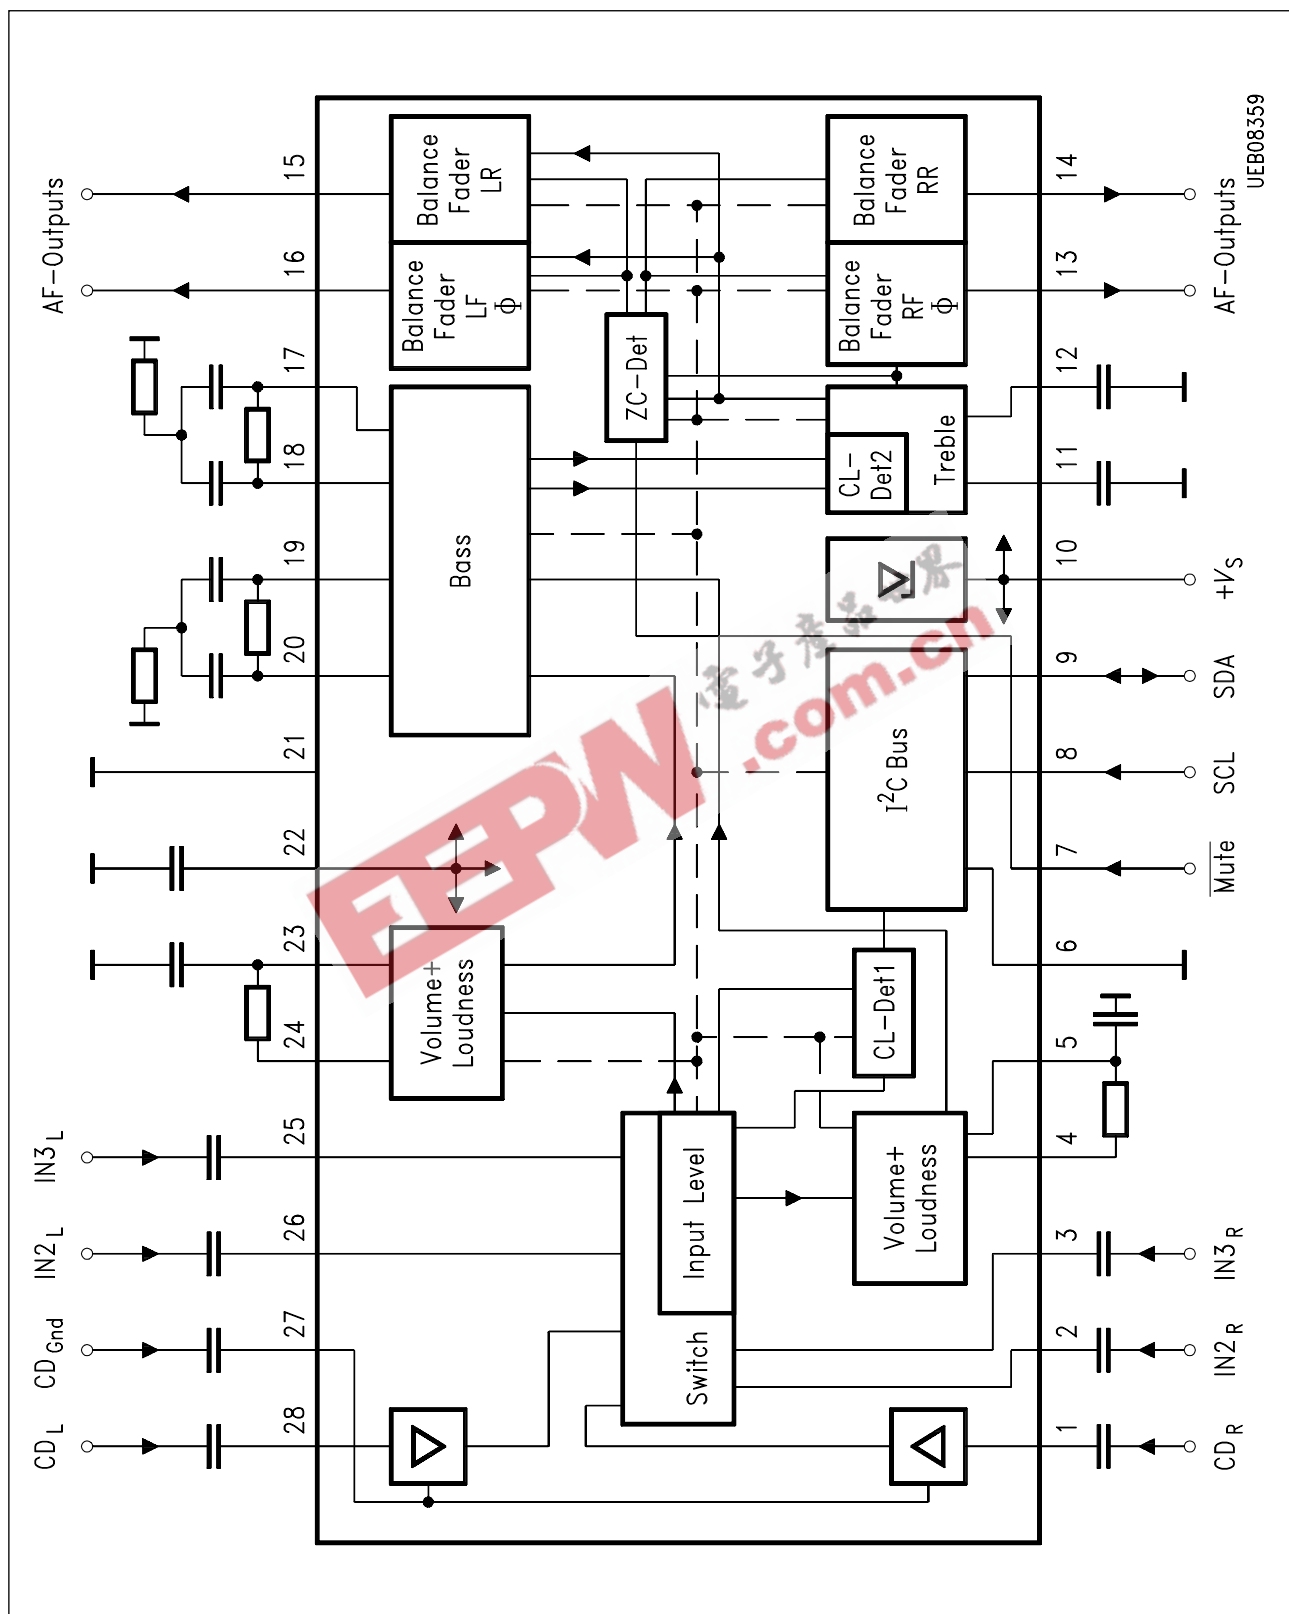 UEB08359
AF-Outputs
15
16
17
18
19
20
21
22
23
24
25
26
27
28
IN3L
IN2L
CDGnd
CDL
Balance
Fader
LR
Balance
Fader
LF
Φ
Bass
Volume+
Loudness
ZC-Det
Input Level
Switch
Balance
Fader
RR
Balance
Fader
RF
Φ
CL-
Det2
Treble
I²C Bus
CL-Det1
Volume+
Loudness
14
13
12
11
10
9
8
7
6
5
4
3
2
1
AF-Outputs
+VS
SDA
SCL
Mute
IN3R
IN2R
CDR
EEPW
.com.cn
電子產品世界